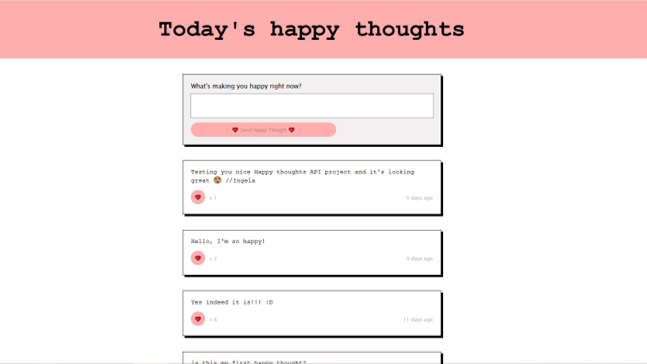 Today's happy thoughts
What's making you happy right now?
Send Happy Thought
Testing you nice Happy thoughts API project and it's looking
great 😍 //Ingela
x 1
5 days ago
Hello, I'm so happy!
x 2
9 days ago
Yes indeed it is!!! :D
x 6
11 days ago
is this my first happy thought?